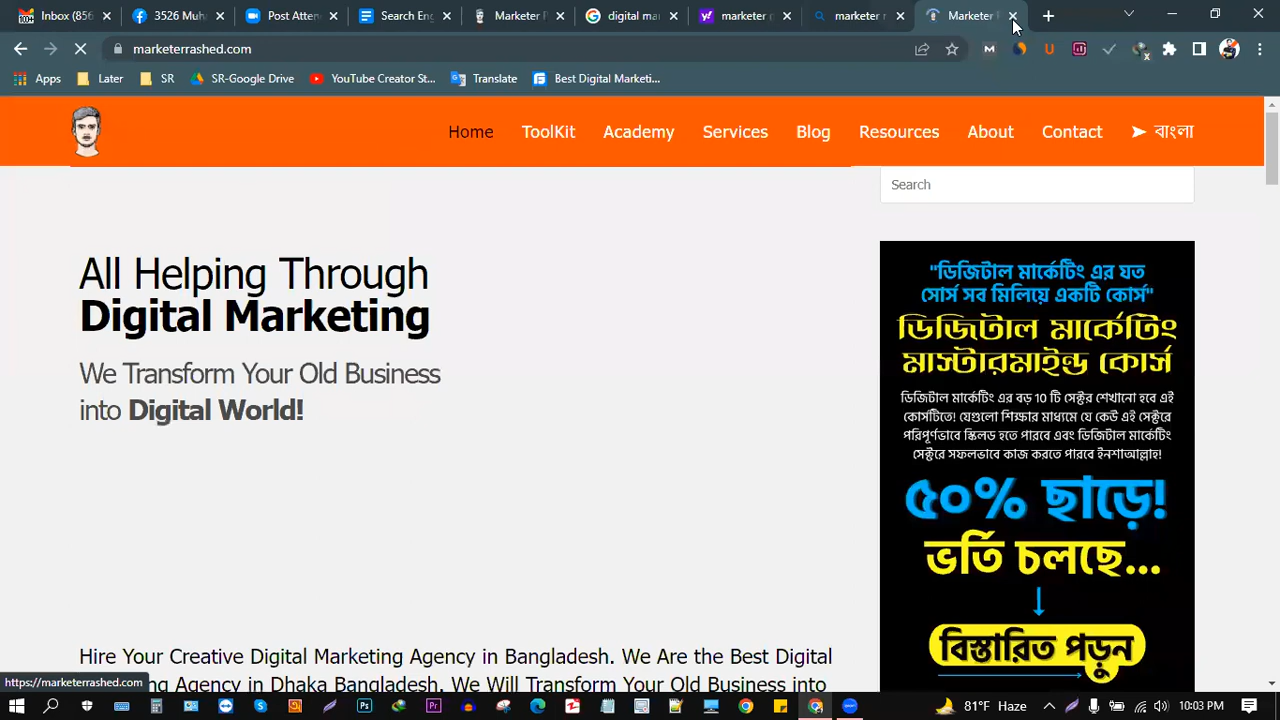 Inbox (856
3526 Muh
Post Atten
Search Eng
Marketer
digital mar
marketer
marketer
Marketer
marketerrashed.com
Apps
Later
SR
SR-Google Drive
YouTube Creator St...
Translate
Best Digital Marketi...
Home
ToolKit
Academy
Services
Blog
Resources
About
Contact
➤ বাংলা
Search
All Helping Through
Digital Marketing
We Transform Your Old Business
into Digital World!
"ডিজিটাল মার্কেটিং এর যত
সোর্স সব মিলিয়ে একটি কোর্স"
ডিজিটাল মার্কেটিং
মাস্টারমাইন্ড কোর্স
ডিজিটাল মার্কেটিং এর বড় 10 টি সেক্টর শেখানো হবে এই
কোর্সটিতে! যেগুলো শিক্ষার মাধ্যমে যে কেউ এই সেক্টরে
পরিপূর্ণভাবে স্কিলড হতে পারবে এবং ডিজিটাল মার্কেটিং
সেক্টরে সফলভাবে কাজ করতে পারবে ইনশাআল্লাহ!
৫০% ছাড়ে!
ভর্তি চলছে...
বিস্তারিত পড়ুন
Hire Your Creative Digital Marketing Agency in Bangladesh. We Are the Best Digital
ng Agency in Dhaka Bangladesh. We Will Transform Your Old Business into
https://marketerrashed.com
81°F Haze
10:03 PM